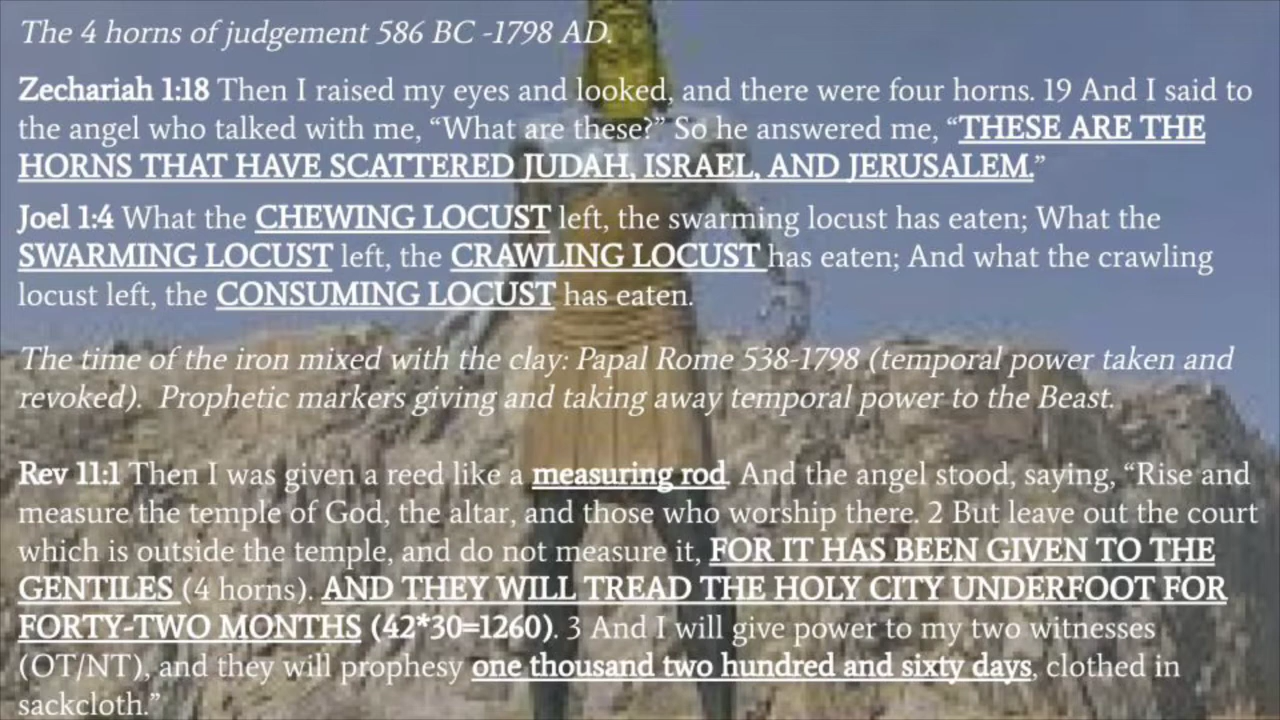 The 4 horns of judgement 586 BC -1798 AD.
Zechariah 1:18 Then I raised my eyes and looked, and there were four horns. 19 And I said to
the angel who talked with me, “What are these?” So he answered me, “THESE ARE THE
HORNS THAT HAVE SCATTERED JUDAH, ISRAEL, AND JERUSALEM.”
Joel 1:4 What the CHEWING LOCUST left, the swarming locust has eaten; What the
SWARMING LOCUST left, the CRAWLING LOCUST has eaten; And what the crawling
locust left, the CONSUMING LOCUST has eaten.
The time of the iron mixed with the clay: Papal Rome 538-1798 (temporal power taken and
revoked). Prophetic markers giving and taking away temporal power to the Beast.
Rev 11:1 Then I was given a reed like a measuring rod. And the angel stood, saying, “Rise and
measure the temple of God, the altar, and those who worship there. 2 But leave out the court
which is outside the temple, and do not measure it, FOR IT HAS BEEN GIVEN TO THE
GENTILES (4 horns). AND THEY WILL TREAD THE HOLY CITY UNDERFOOT FOR
FORTY-TWO MONTHS (42*30=1260). 3 And I will give power to my two witnesses
(OT/NT), and they will prophesy one thousand two hundred and sixty days, clothed in
sackcloth.”